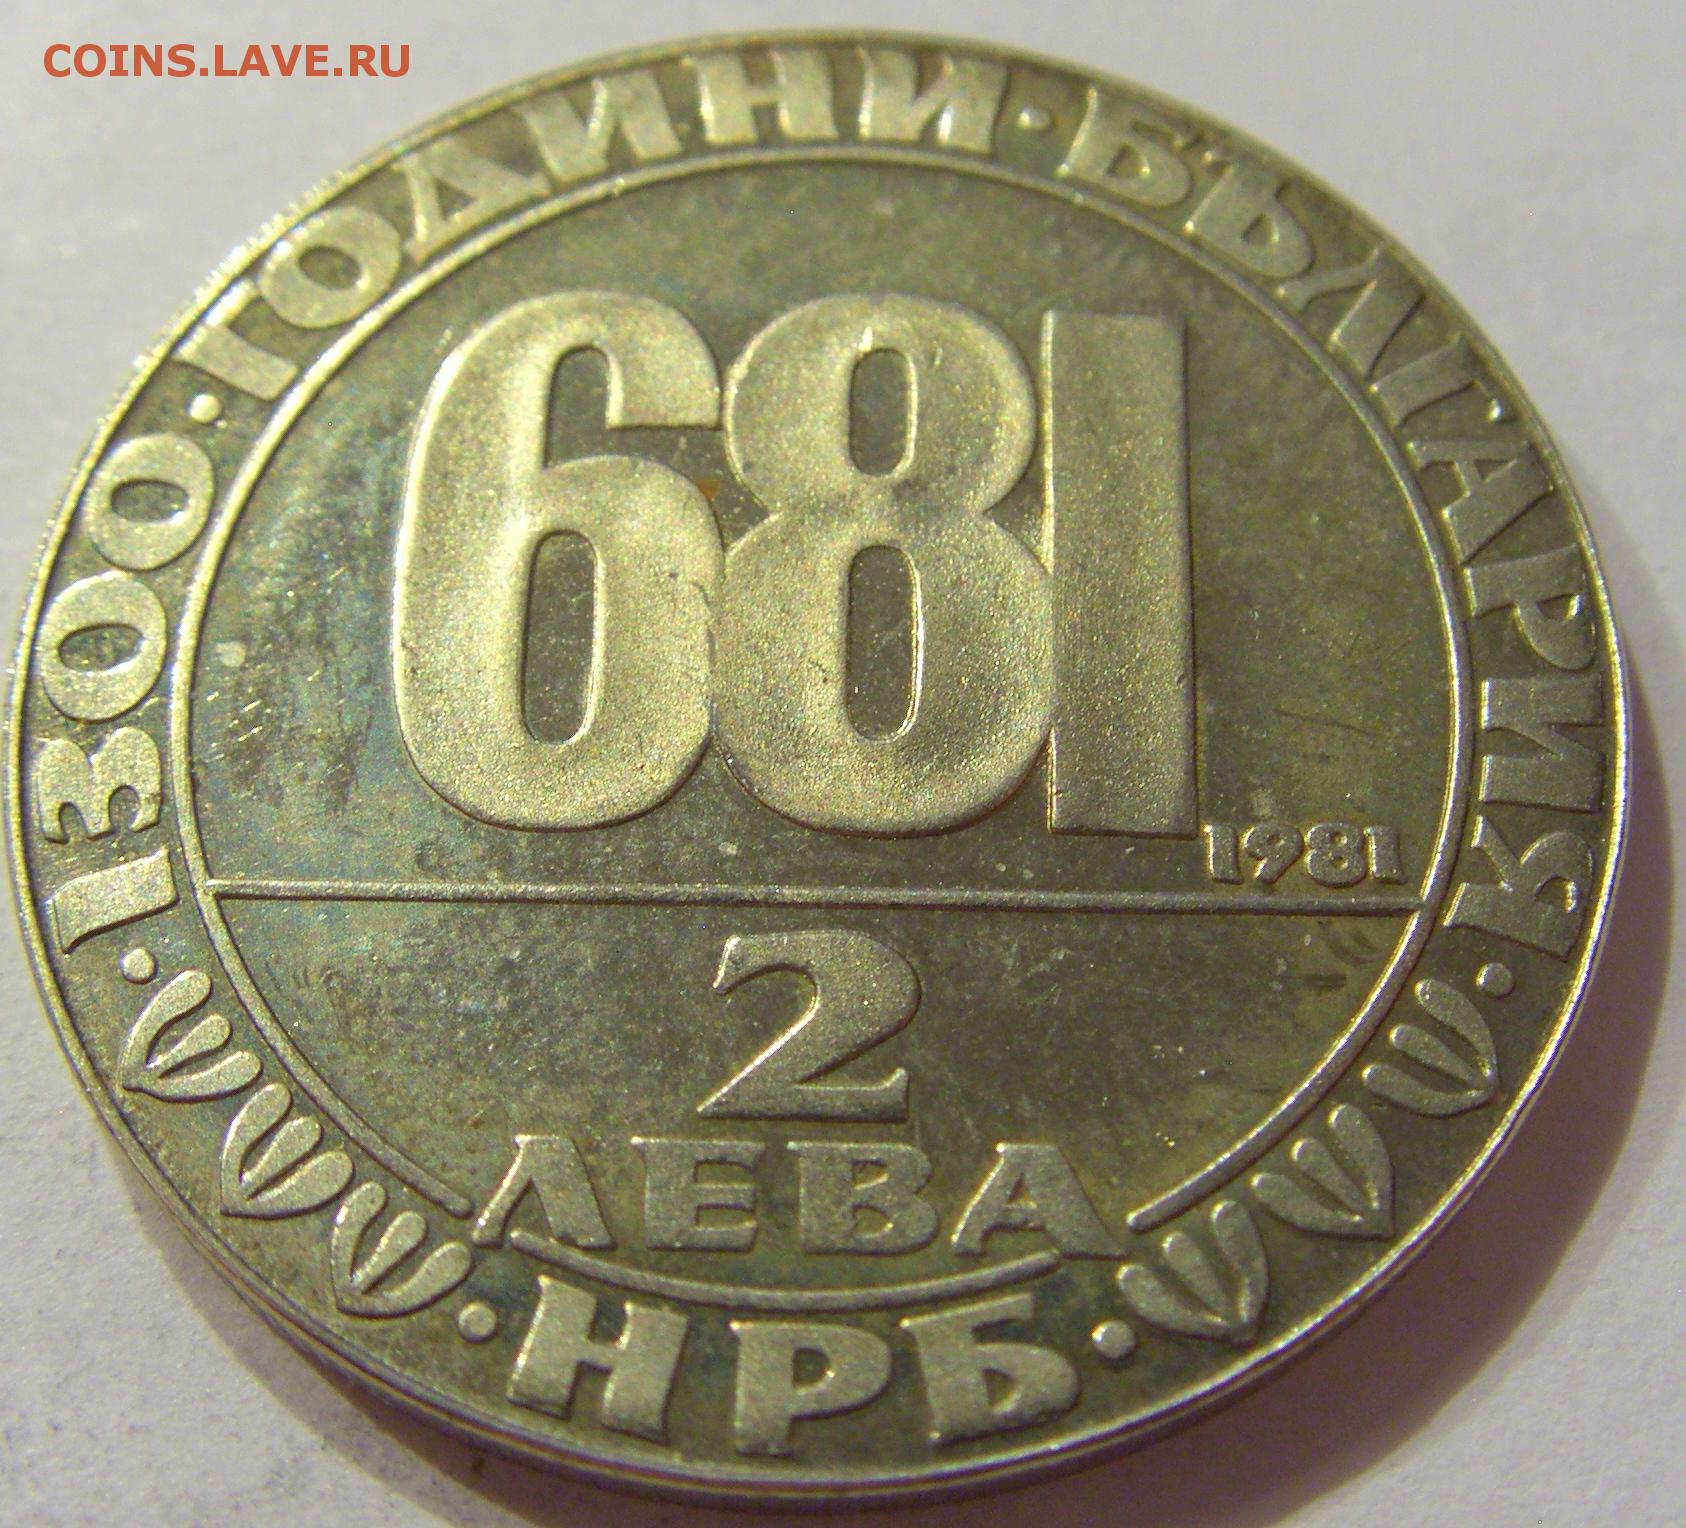 COINS.LAVE.RU
1300·ГОДИНИ·БЪЛГАРИЯ
681
1981
2
ЛЕВА
НРБ